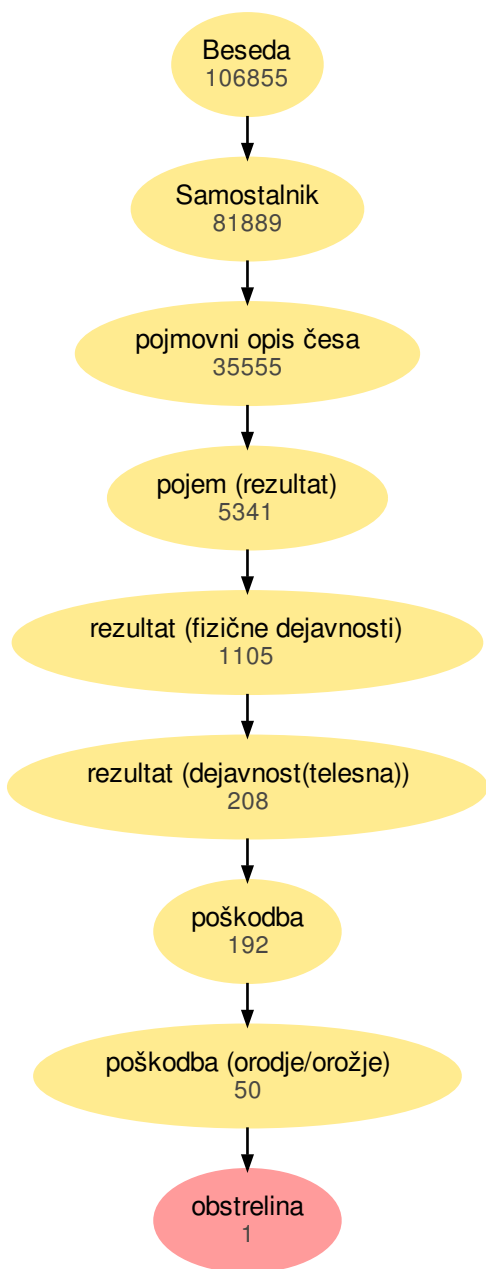 Beseda
106855
Samostalnik
81889
pojmovni opis česa
35555
pojem (rezultat)
5341
rezultat (fizične dejavnosti)
1105
rezultat (dejavnost(telesna))
208
poškodba
192
poškodba (orodje/orožje)
50
obstrelina
1